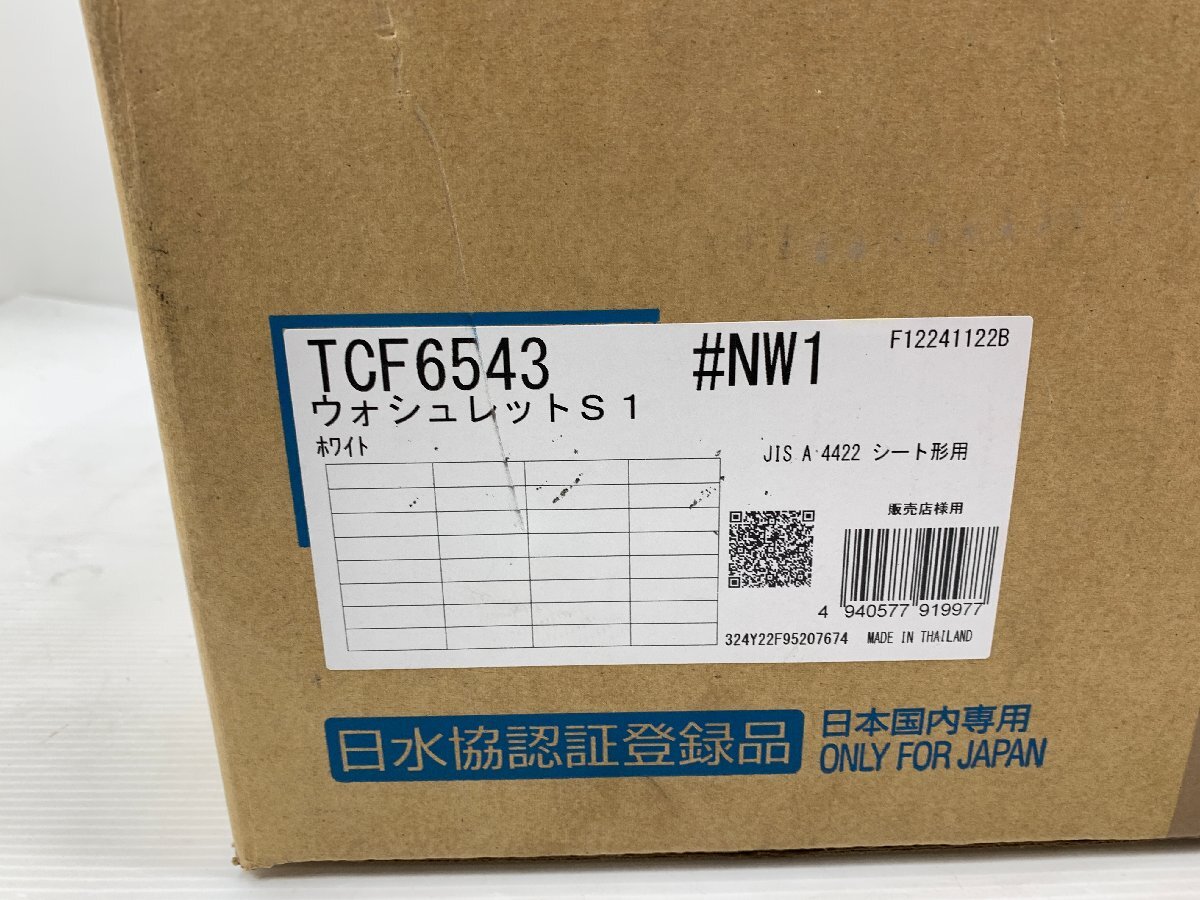 TCF6543 #NW1 F12241122B
ウォシュレットS1
ホワイト
JIS A 4422 シート形用
販売店様用
4 940577 919977
324Y22F95207674 MADE IN THAILAND
日水協認証登録品
日本国内専用
ONLY FOR JAPAN